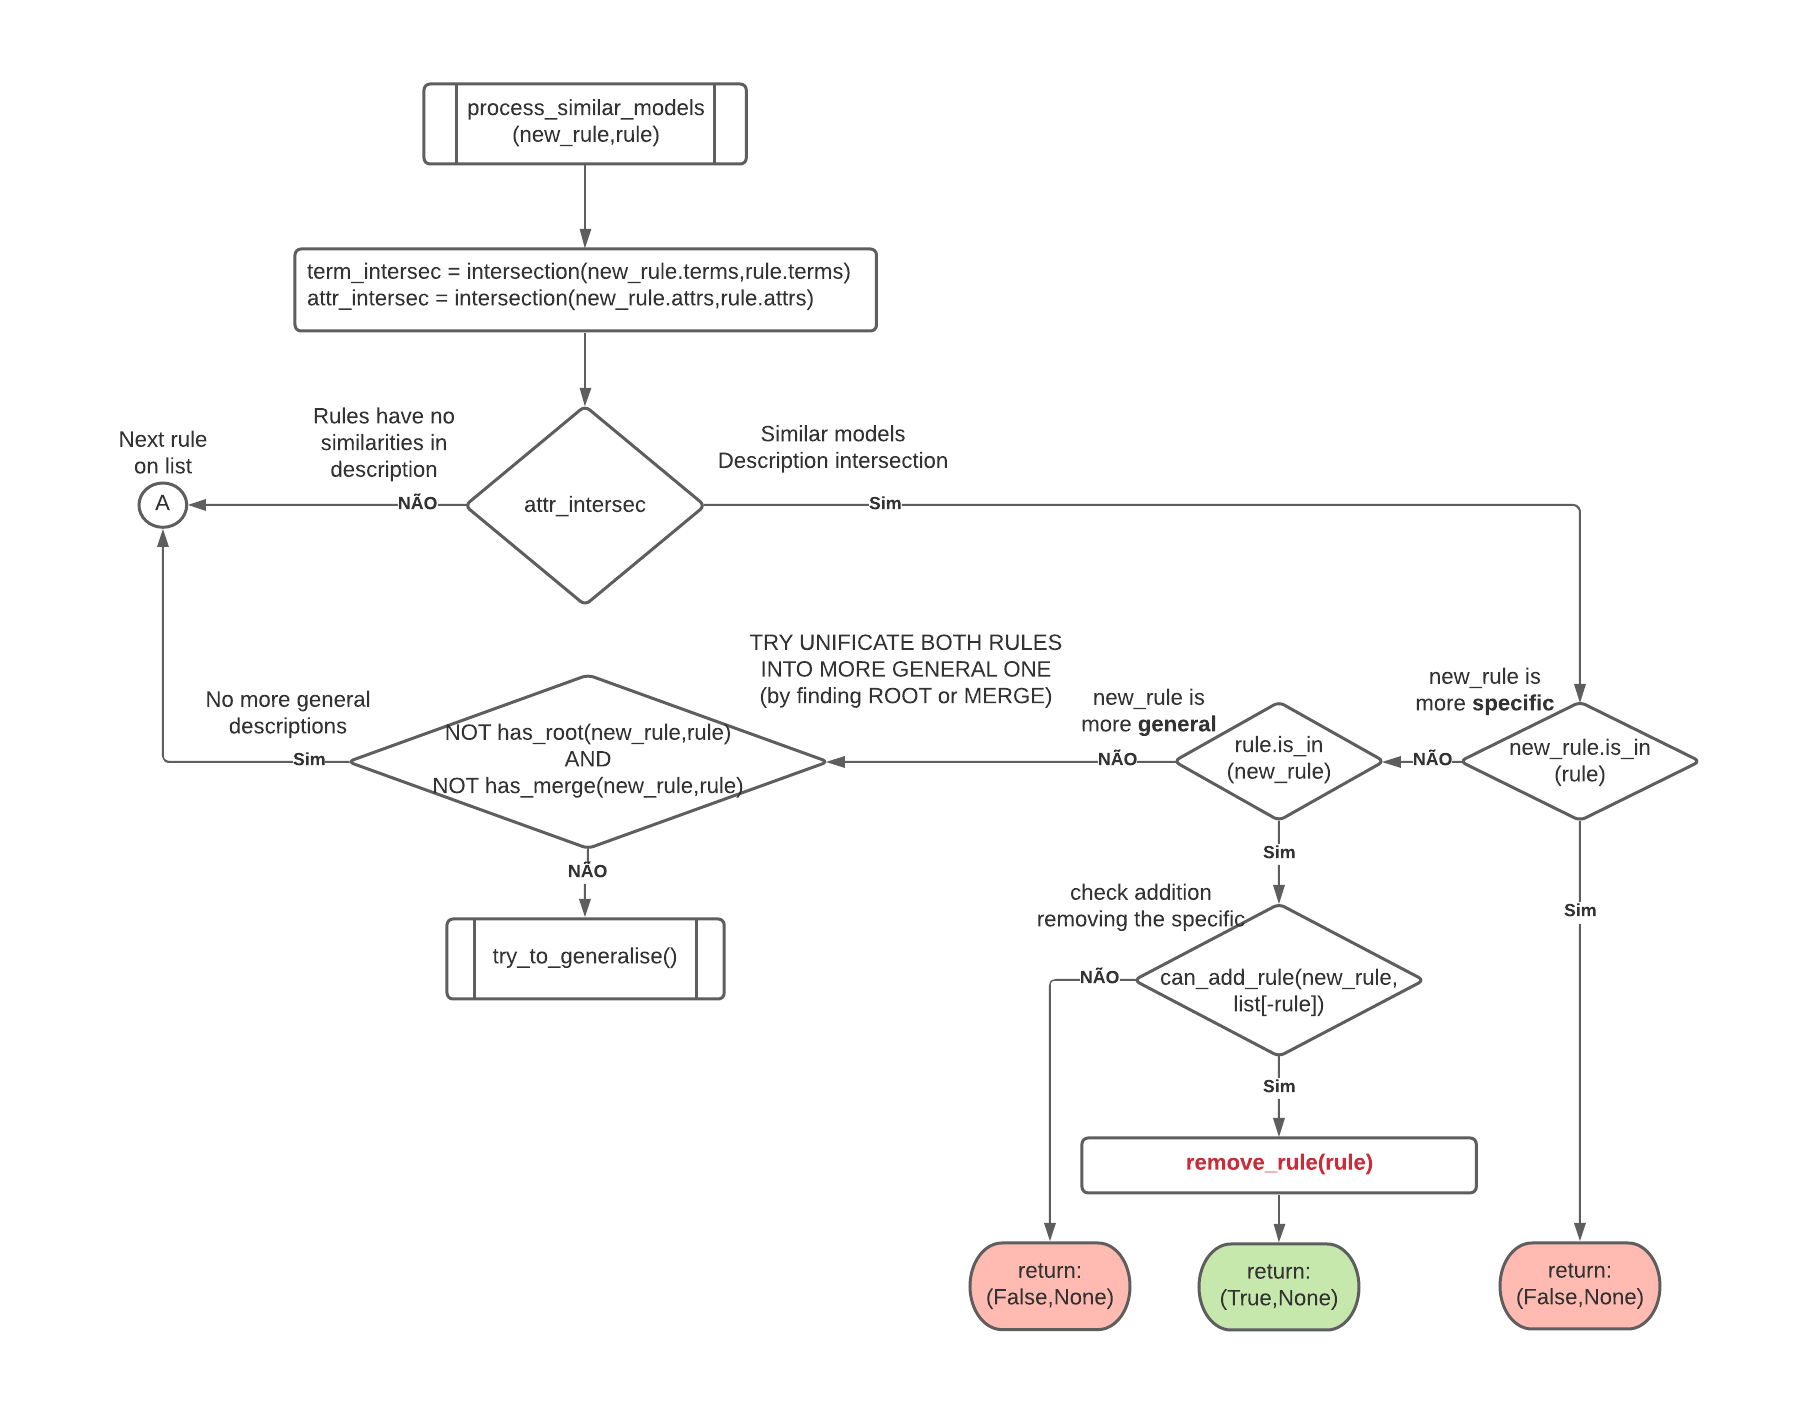 process_similar_models
(new_rule,rule)
term_intersec = intersection(new_rule.terms,rule.terms)
attr_intersec = intersection(new_rule.attrs,rule.attrs)
Next rule
on list
A
Rules have no
similarities in
description
NÃO
attr_intersec
Similar models
Description intersection
Sim
TRY UNIFICATE BOTH RULES
INTO MORE GENERAL ONE
(by finding ROOT or MERGE)
new_rule is
more specific
new_rule.is_in
(rule)
NÃO
new_rule is
more general
rule.is_in
(new_rule)
NÃO
No more general
descriptions
Sim
NOT has_root(new_rule,rule)
AND
NOT has_merge(new_rule,rule)
NÃO
try_to_generalise()
Sim
check addition
removing the specific
can_add_rule(new_rule,
list[-rule])
NÃO
Sim
Sim
remove_rule(rule)
return:
(False,None)
return:
(True,None)
return:
(False,None)